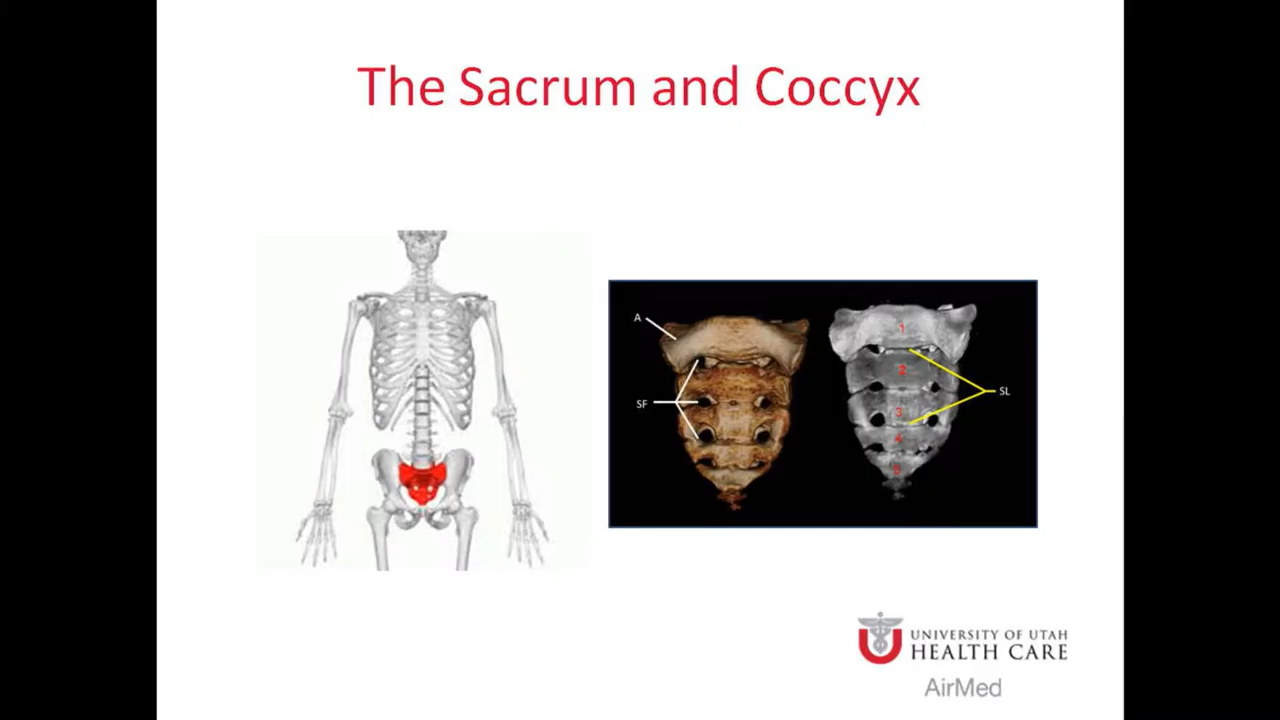 The Sacrum and Coccyx
A
SF
1
2
3
4
5
SL
UNIVERSITY OF UTAH
HEALTH CARE
AirMed